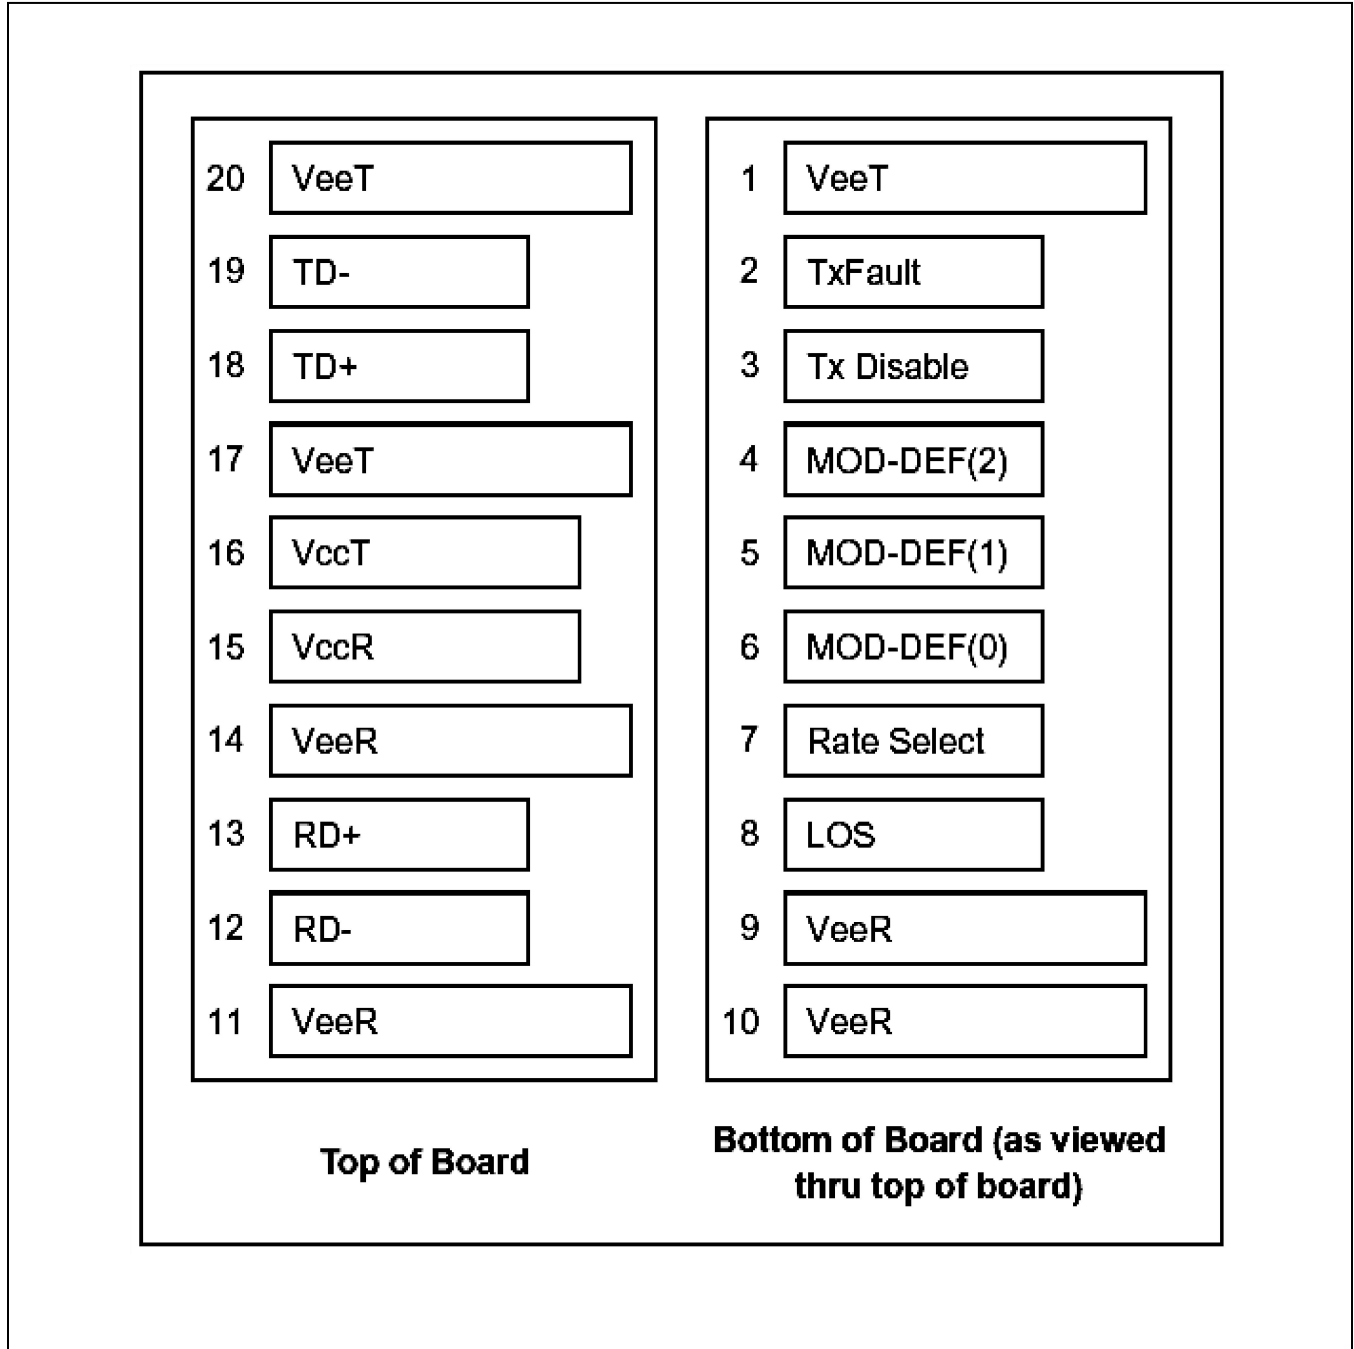 20 VeeT
19 TD-
18 TD+
17 VeeT
16 VccT
15 VccR
14 VeeR
13 RD+
12 RD-
11 VeeR
Top of Board
1 VeeT
2 TxFault
3 Tx Disable
4 MOD-DEF(2)
5 MOD-DEF(1)
6 MOD-DEF(0)
7 Rate Select
8 LOS
9 VeeR
10 VeeR
Bottom of Board (as viewed
thru top of board)